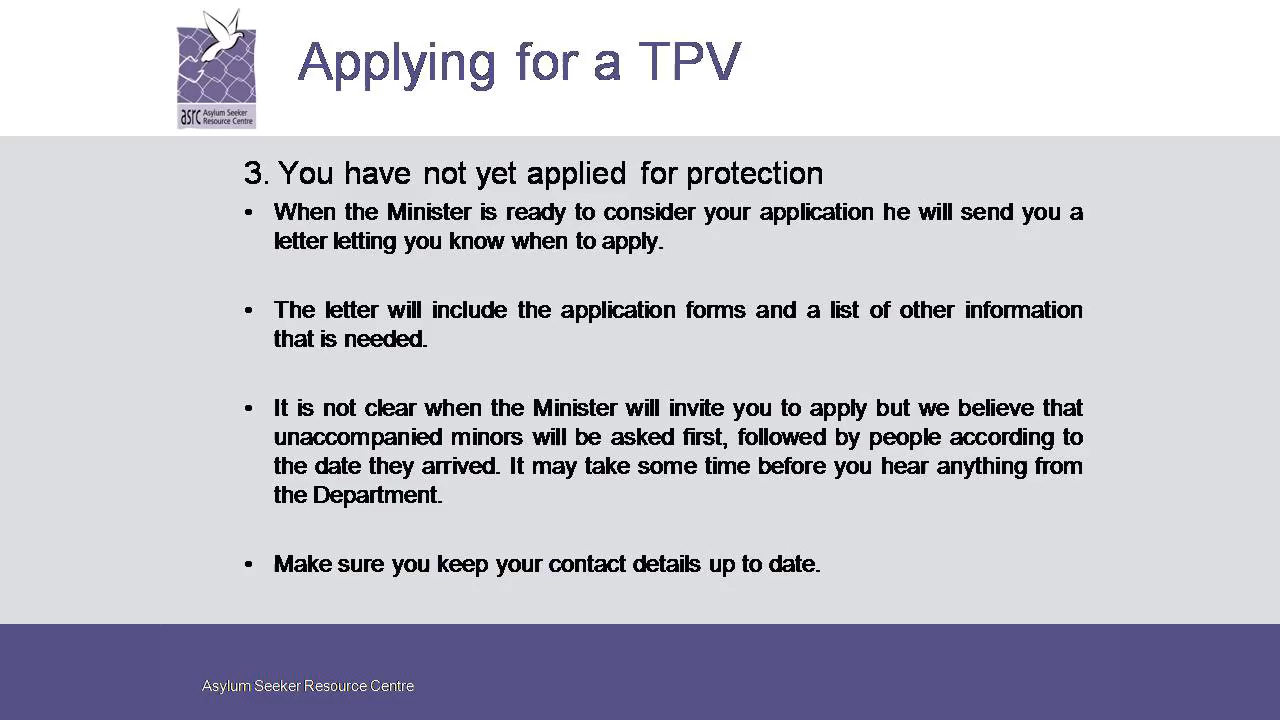 Applying for a TPV
asrc Asylum Seeker
Resource Centre
3. You have not yet applied for protection
• When the Minister is ready to consider your application he will send you a
letter letting you know when to apply.
• The letter will include the application forms and a list of other information
that is needed.
• It is not clear when the Minister will invite you to apply but we believe that
unaccompanied minors will be asked first, followed by people according to
the date they arrived. It may take some time before you hear anything from
the Department.
• Make sure you keep your contact details up to date.
Asylum Seeker Resource Centre